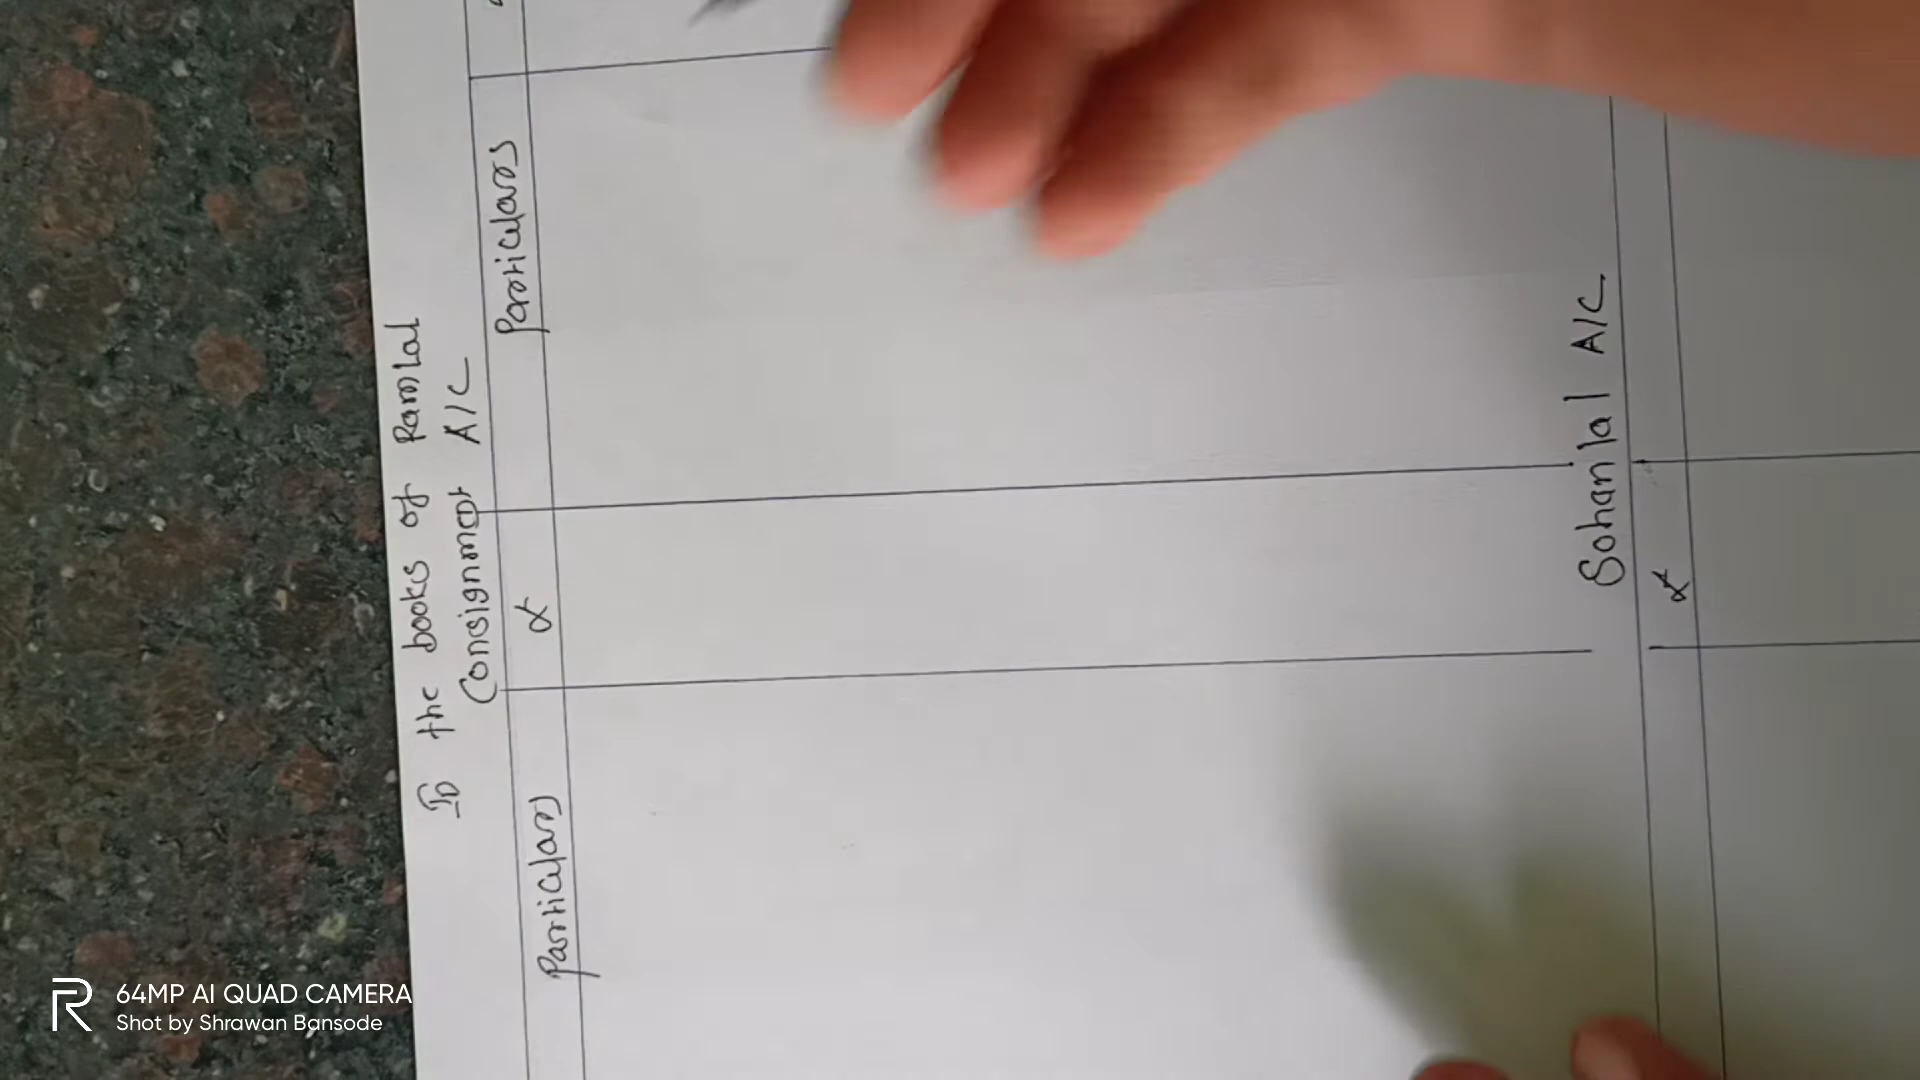 In the books of Ramlal
Consignment A/C
Particulars ₹ Particulars
Sohanlal A/C.
₹
64MP AI QUAD CAMERA
Shot by Shrawan Bansode